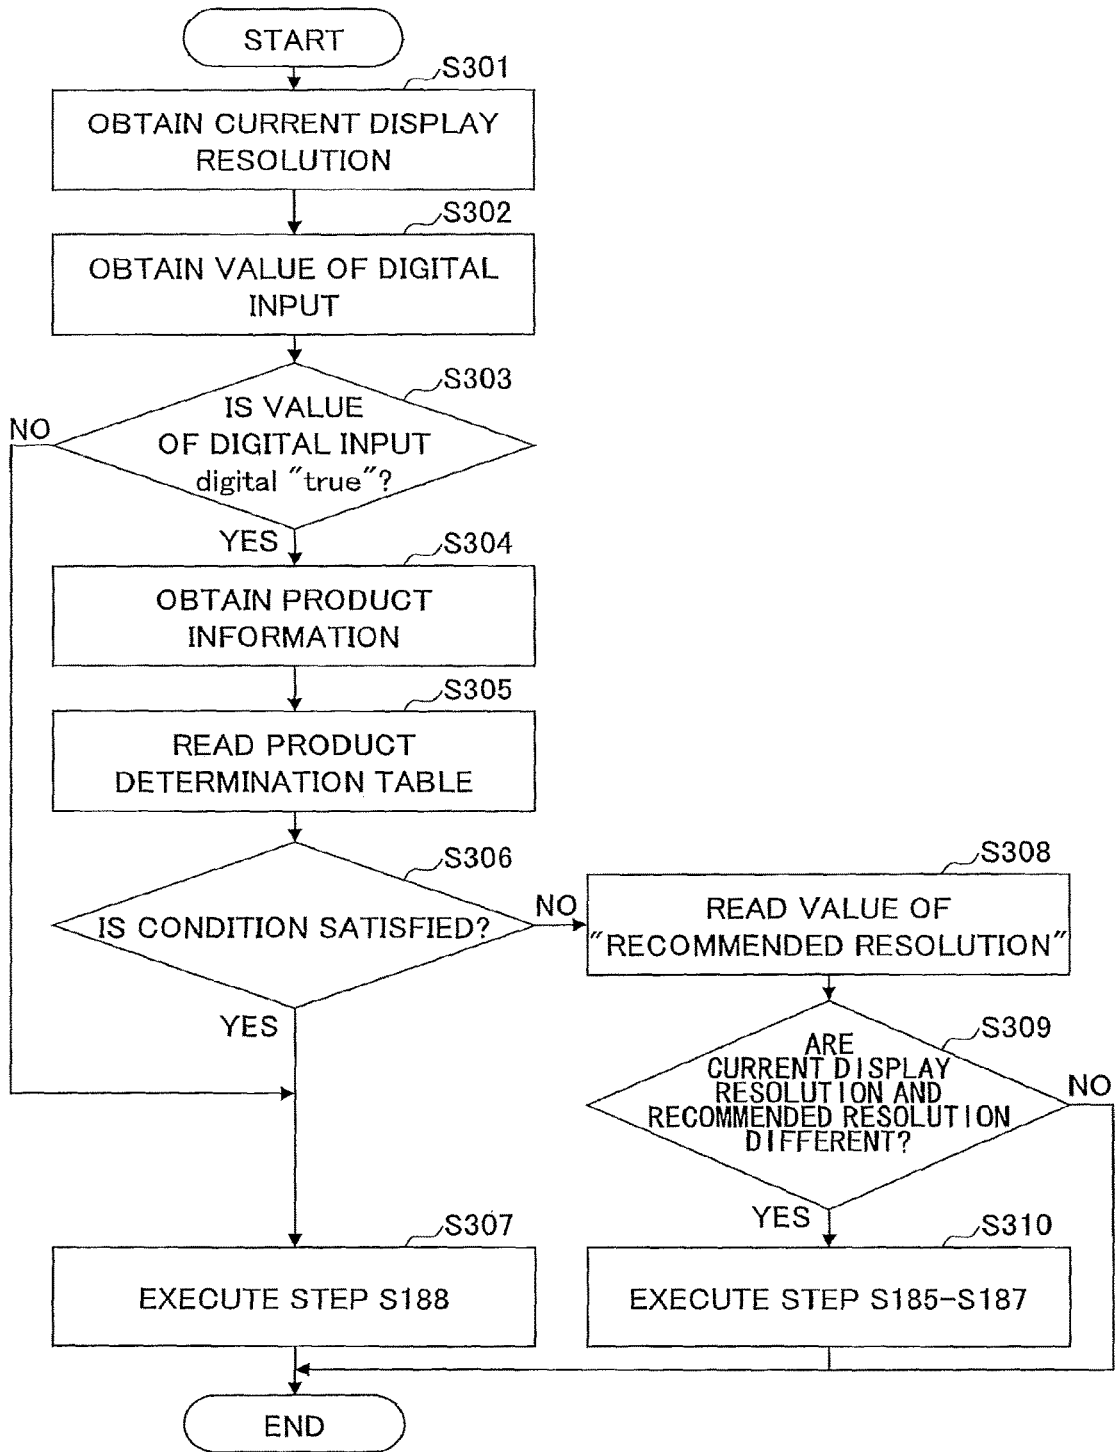 START
S301
OBTAIN CURRENT DISPLAY
RESOLUTION
S302
OBTAIN VALUE OF DIGITAL
INPUT
S303
IS VALUE
OF DIGITAL INPUT
digital "true"?
NO
YES
S304
OBTAIN PRODUCT
INFORMATION
S305
READ PRODUCT
DETERMINATION TABLE
S306
IS CONDITION SATISFIED?
NO
YES
S308
READ VALUE OF
"RECOMMENDED RESOLUTION"
S309
ARE
CURRENT DISPLAY
RESOLUTION AND
RECOMMENDED RESOLUTION
DIFFERENT?
NO
YES
S307
EXECUTE STEP S188
S310
EXECUTE STEP S185-S187
END